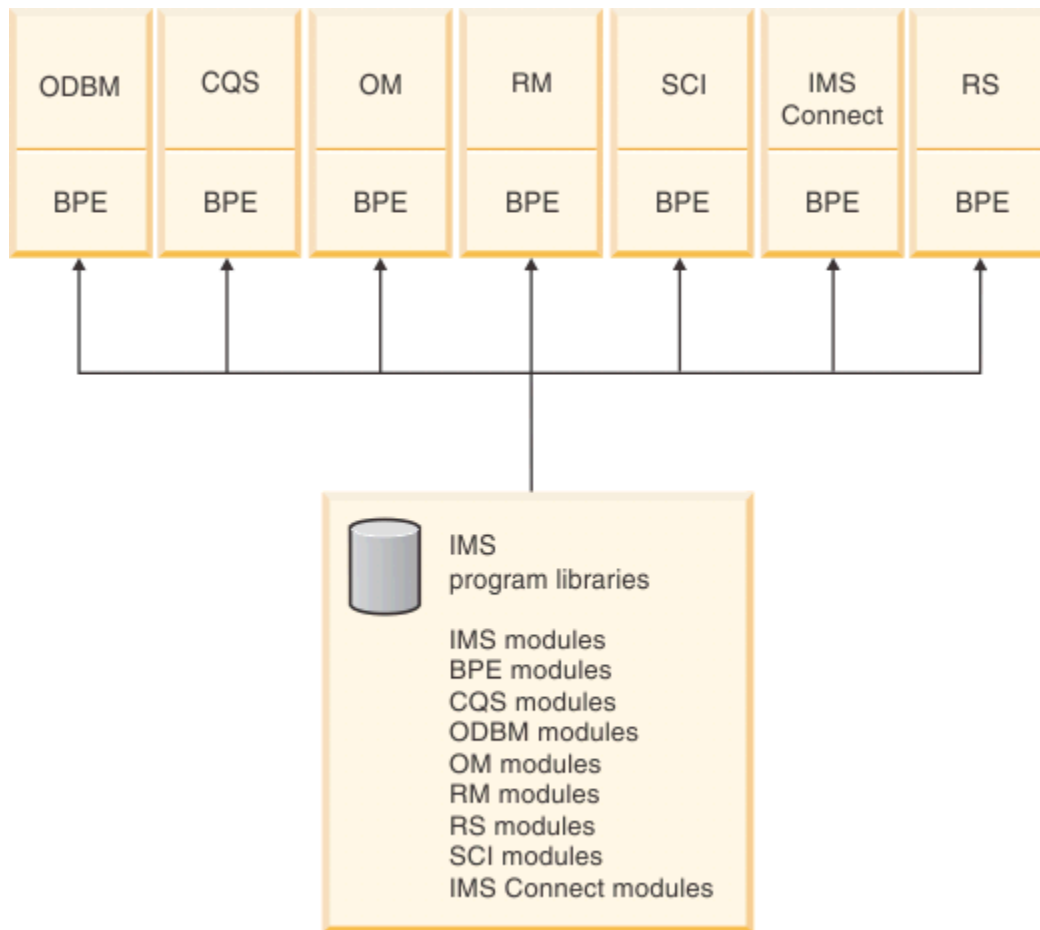 ODBM
CQS
OM
RM
SCI
IMS
Connect
RS
BPE
BPE
BPE
BPE
BPE
BPE
BPE
IMS
program libraries
IMS modules
BPE modules
CQS modules
ODBM modules
OM modules
RM modules
RS modules
SCI modules
IMS Connect modules